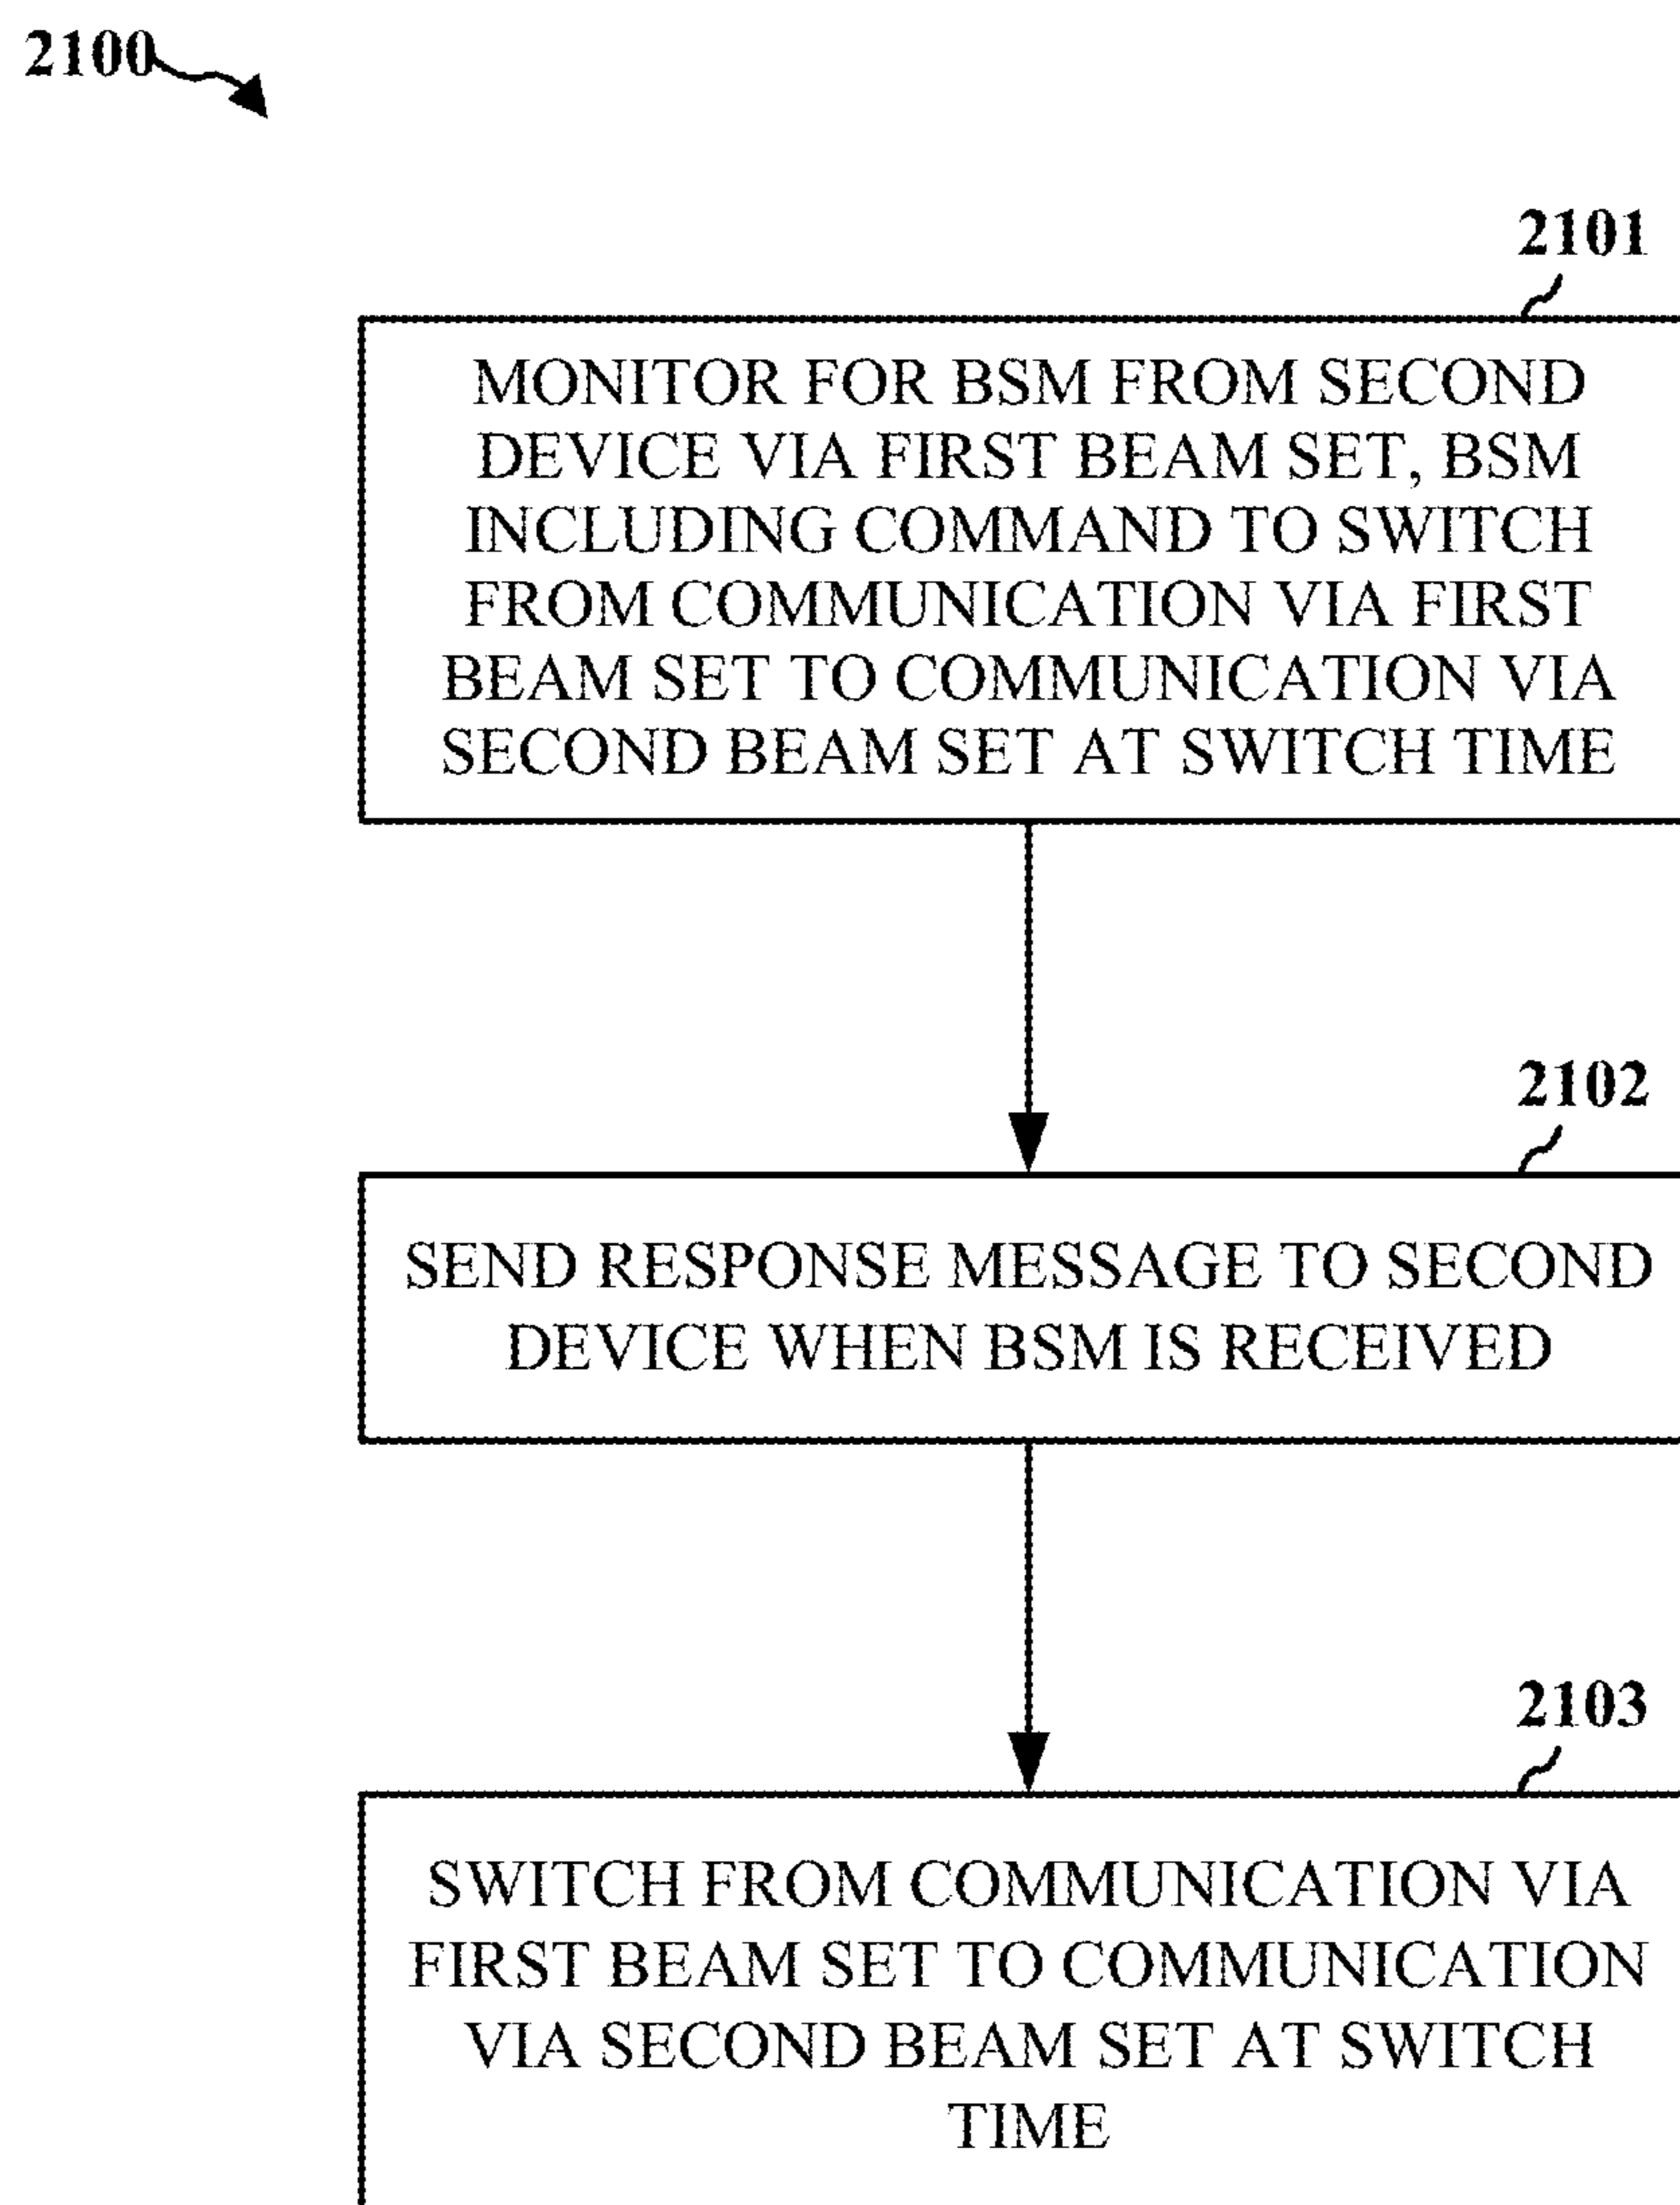 2100
2101
MONITOR FOR BSM FROM SECOND
DEVICE VIA FIRST BEAM SET, BSM
INCLUDING COMMAND TO SWITCH
FROM COMMUNICATION VIA FIRST
BEAM SET TO COMMUNICATION VIA
SECOND BEAM SET AT SWITCH TIME
2102
SEND RESPONSE MESSAGE TO SECOND
DEVICE WHEN BSM IS RECEIVED
2103
SWITCH FROM COMMUNICATION VIA
FIRST BEAM SET TO COMMUNICATION
VIA SECOND BEAM SET AT SWITCH
TIME